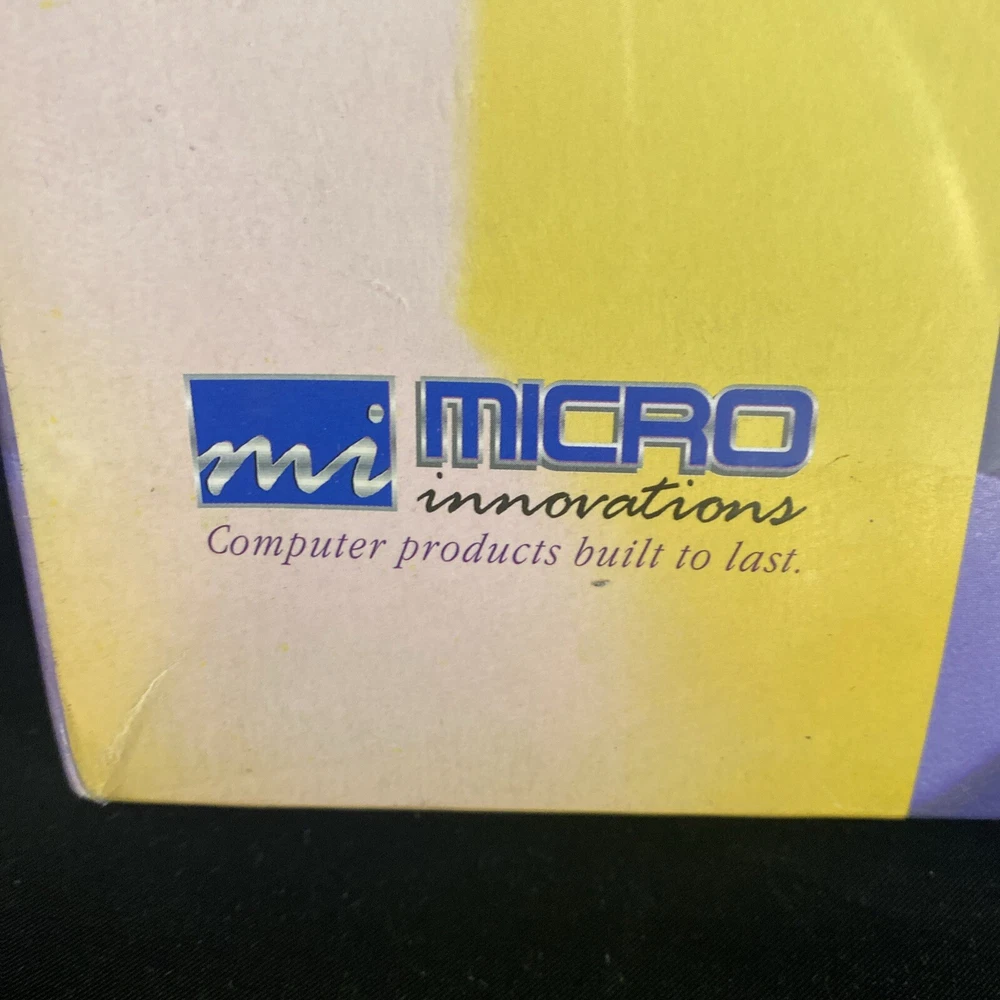 mi MICRO
innovations
Computer products built to last.